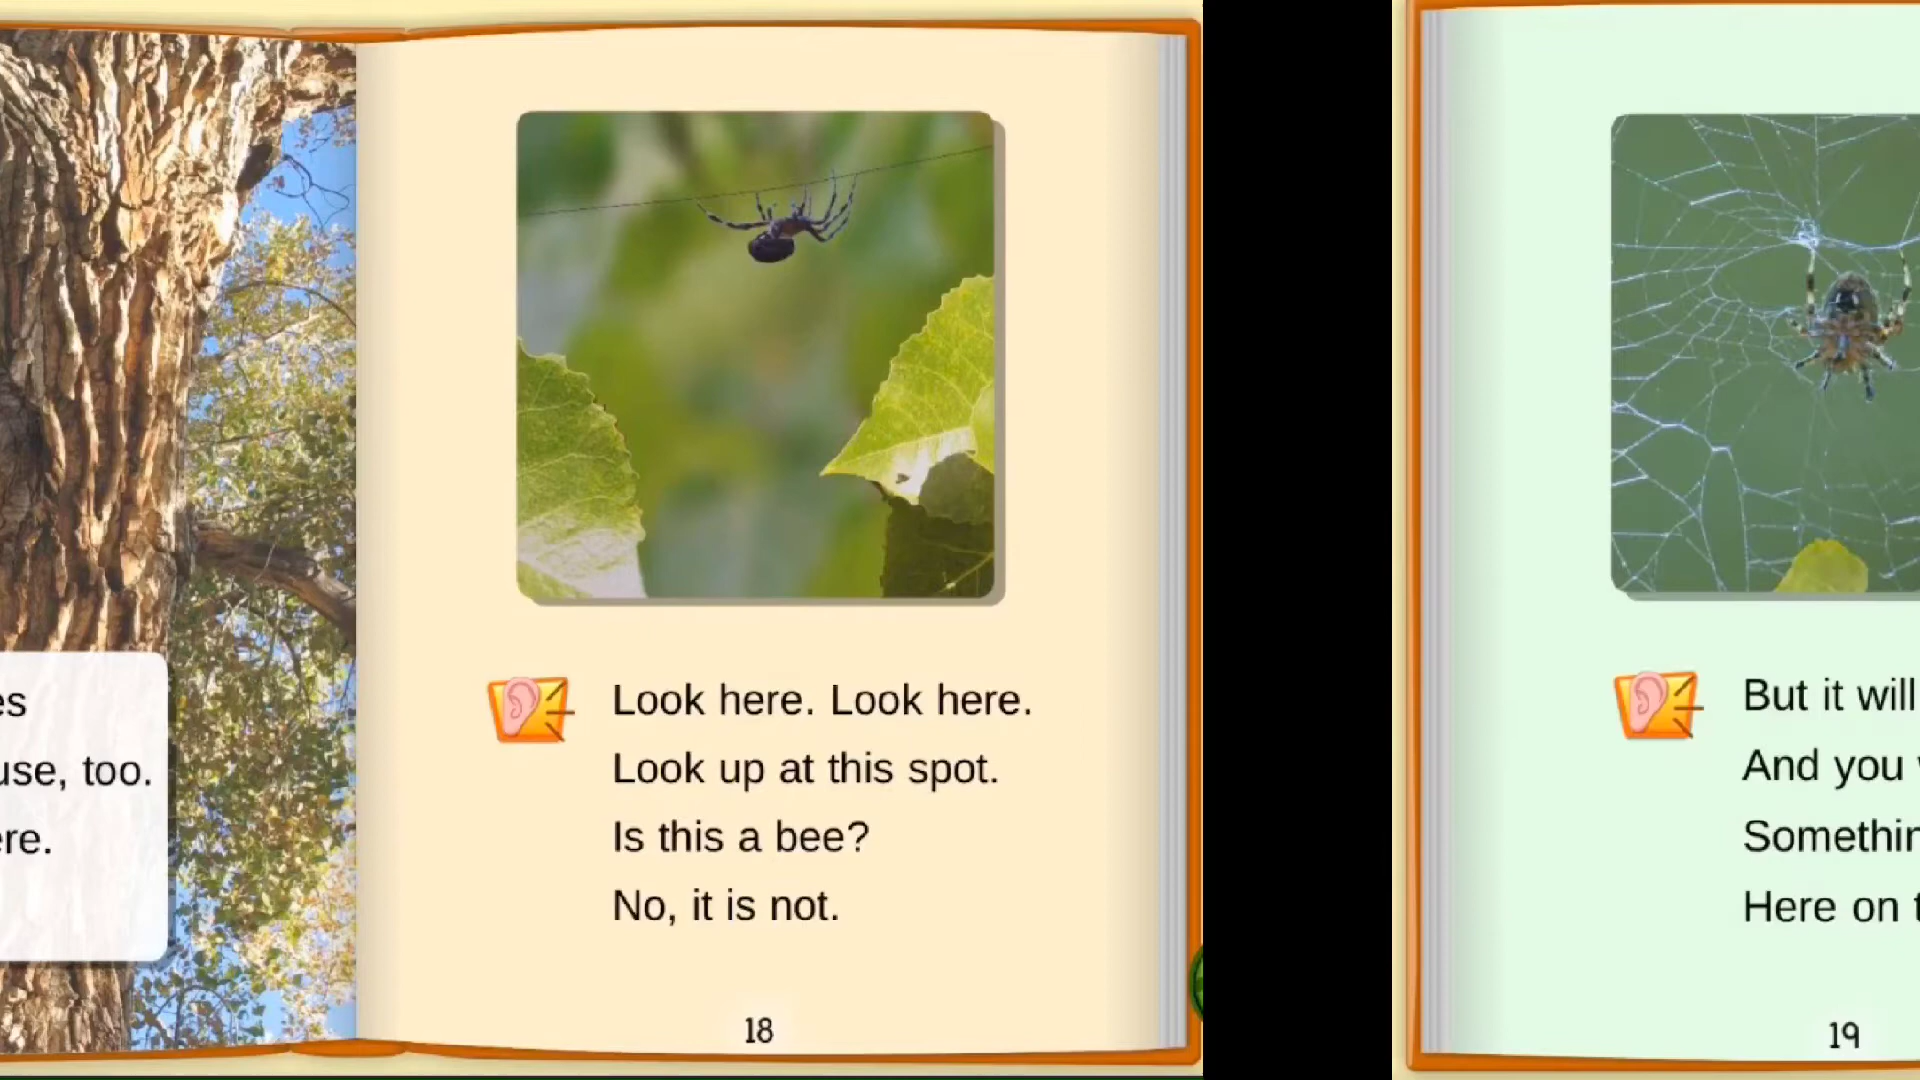 es
use, too.
ere.
Look here. Look here.
Look up at this spot.
Is this a bee?
No, it is not.
18
But it will
And you
Somethin
Here on t
19